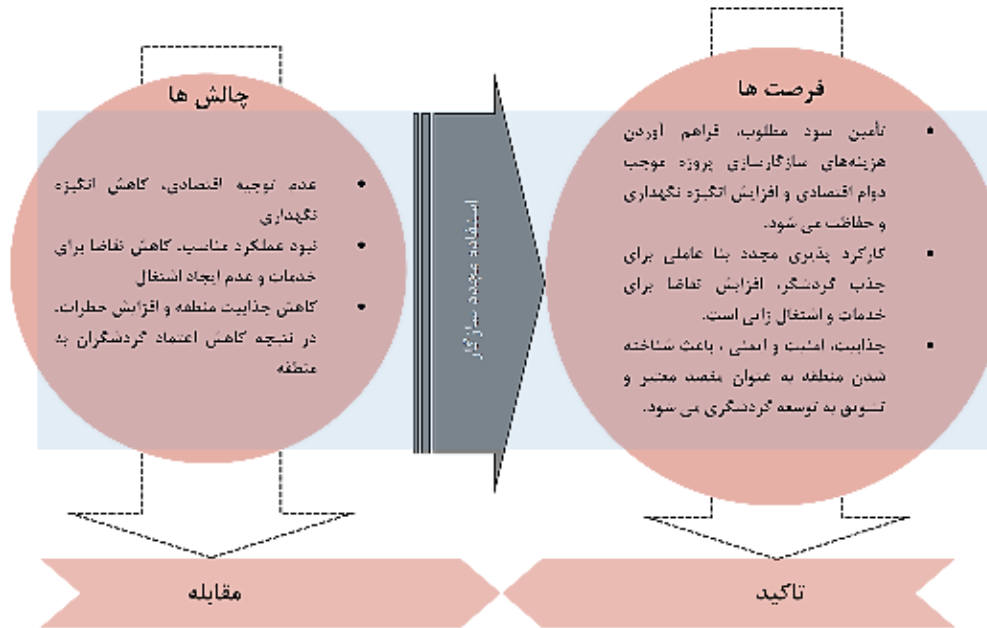 فرصت ها
• تأمین سود مطلوب، فراهم آوردن
هزینه‌های سازگارسازی پروژه موجب
دوام اقتصادی و افزایش انگیزه نگهداری
و حفاظت می شود.
• کارکرد پذیری مجدد بنا عاملی برای
جذب گردشگر، افزایش تقاضا برای
خدمات و اشتغال زائی است.
• جذابیت، امنیت و ایمنی ، باعث شناخته
شدن منطقه به عنوان مقصد معتبر و
تشویق به توسعه گردشگری می شود.
استفاده مجدد سازگار
چالش ها
• عدم توجیه اقتصادی، کاهش انگیزه
نگهداری
• نبود عملکرد مناسب، کاهش تقاضا برای
خدمات و عدم ایجاد اشتغال
• کاهش جذابیت منطقه و افزایش خطرات،
در نتیجه کاهش اعتماد گردشگران به
منطقه
تاکید
مقابله